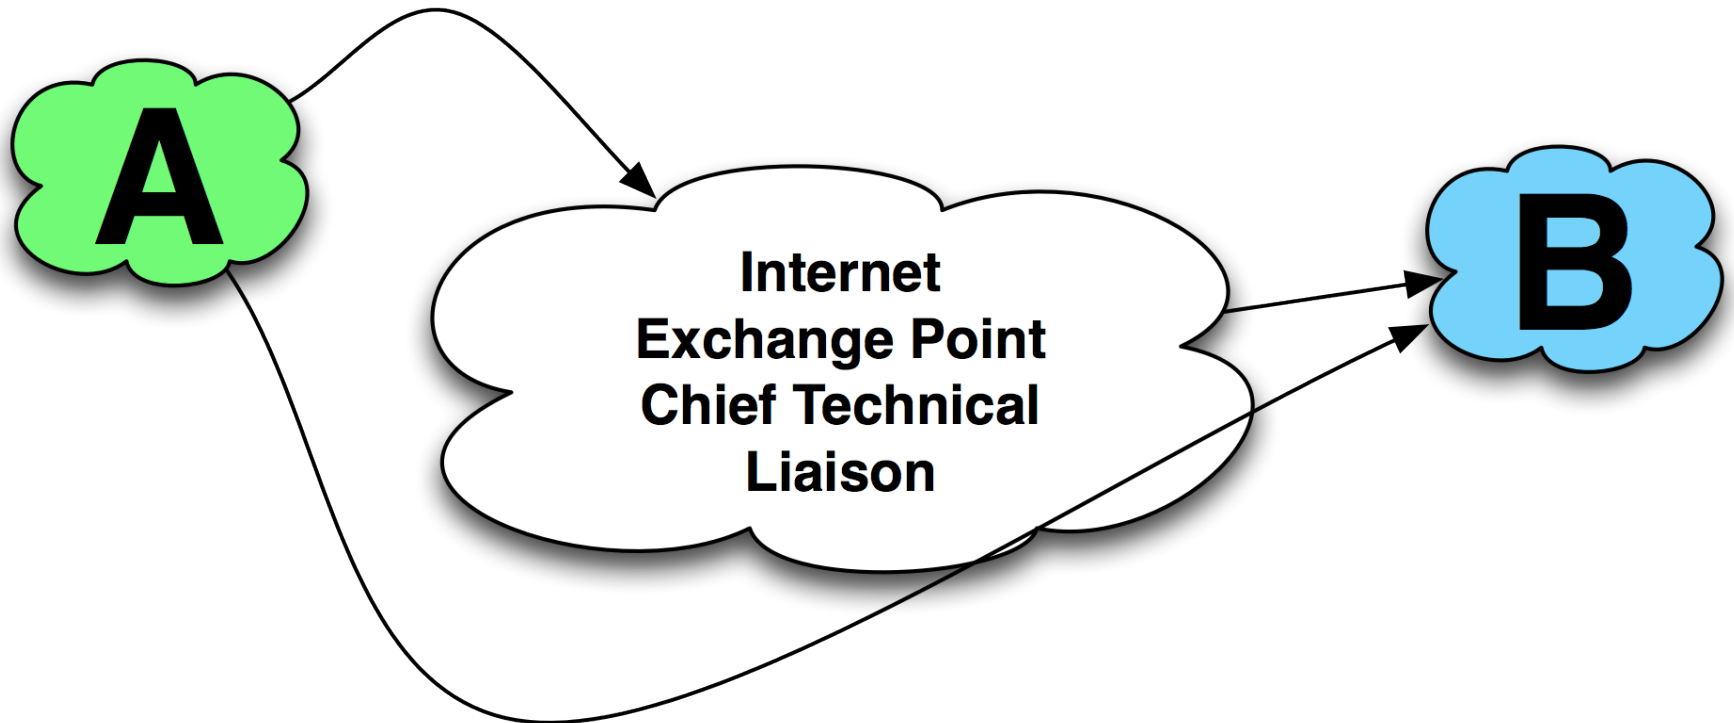 A
Internet
Exchange Point
Chief Technical
Liaison
B